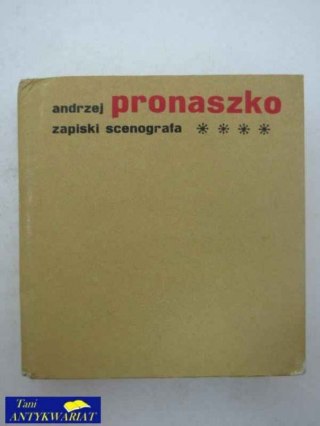 andrzej pronaszko
zapiski scenografa ****
Tani
ANTYKWARIAT